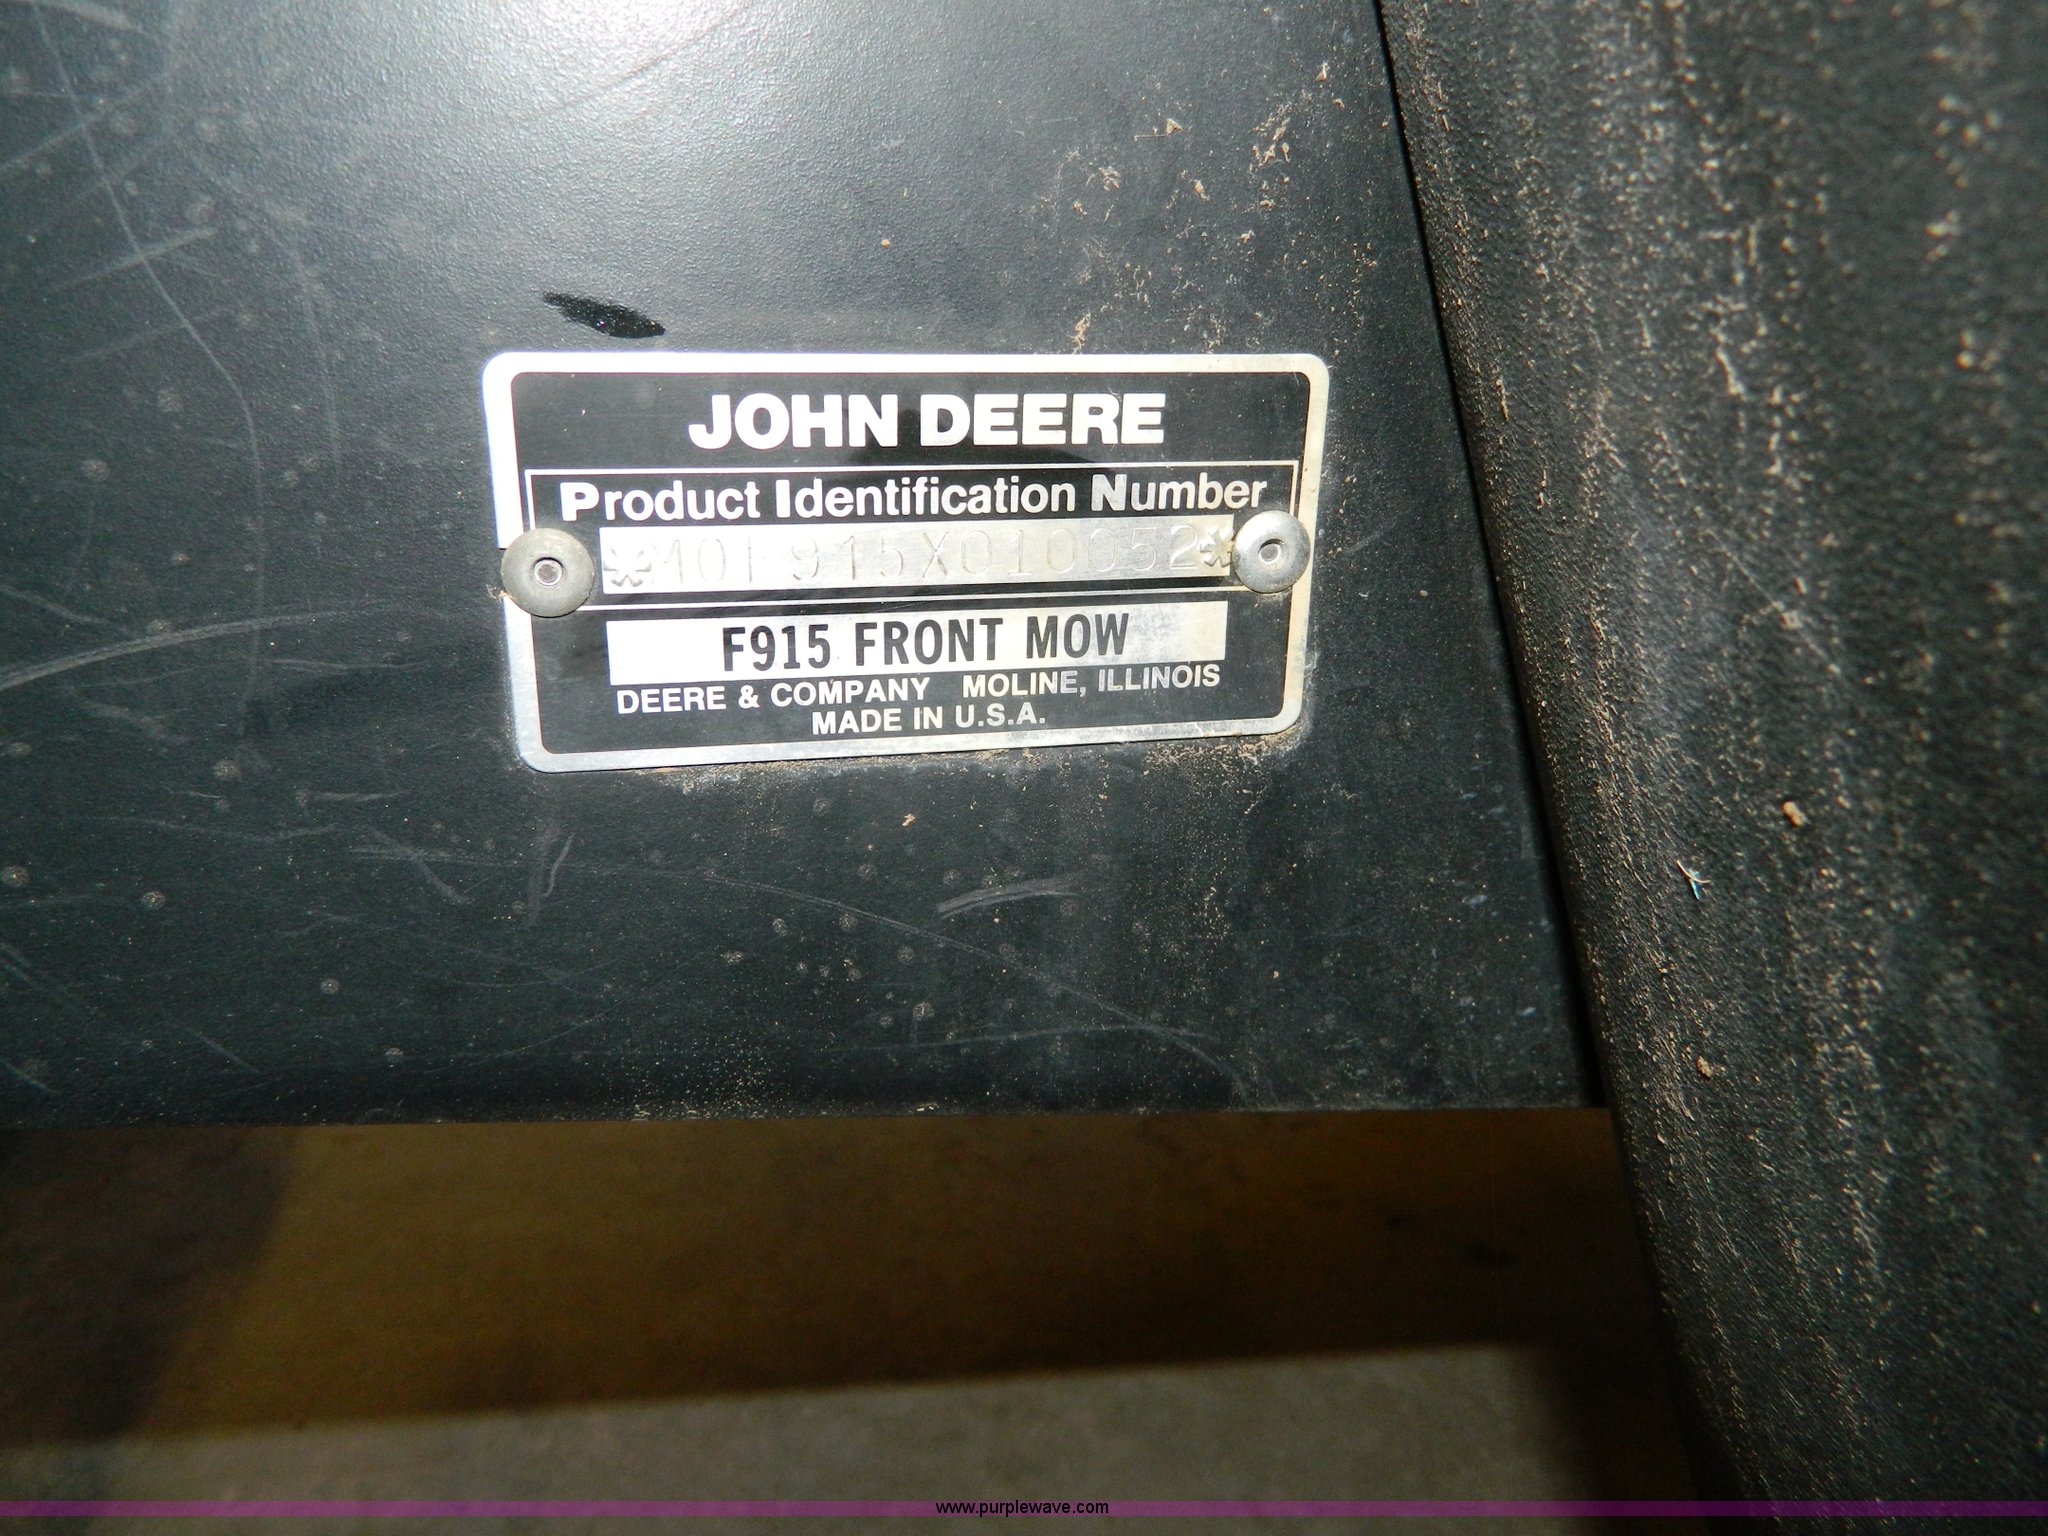 JOHN DEERE
Product Identification Number
*M0F915X010052*
F915 FRONT MOW
DEERE & COMPANY MOLINE, ILLINOIS
MADE IN U.S.A.
www.purplewave.com